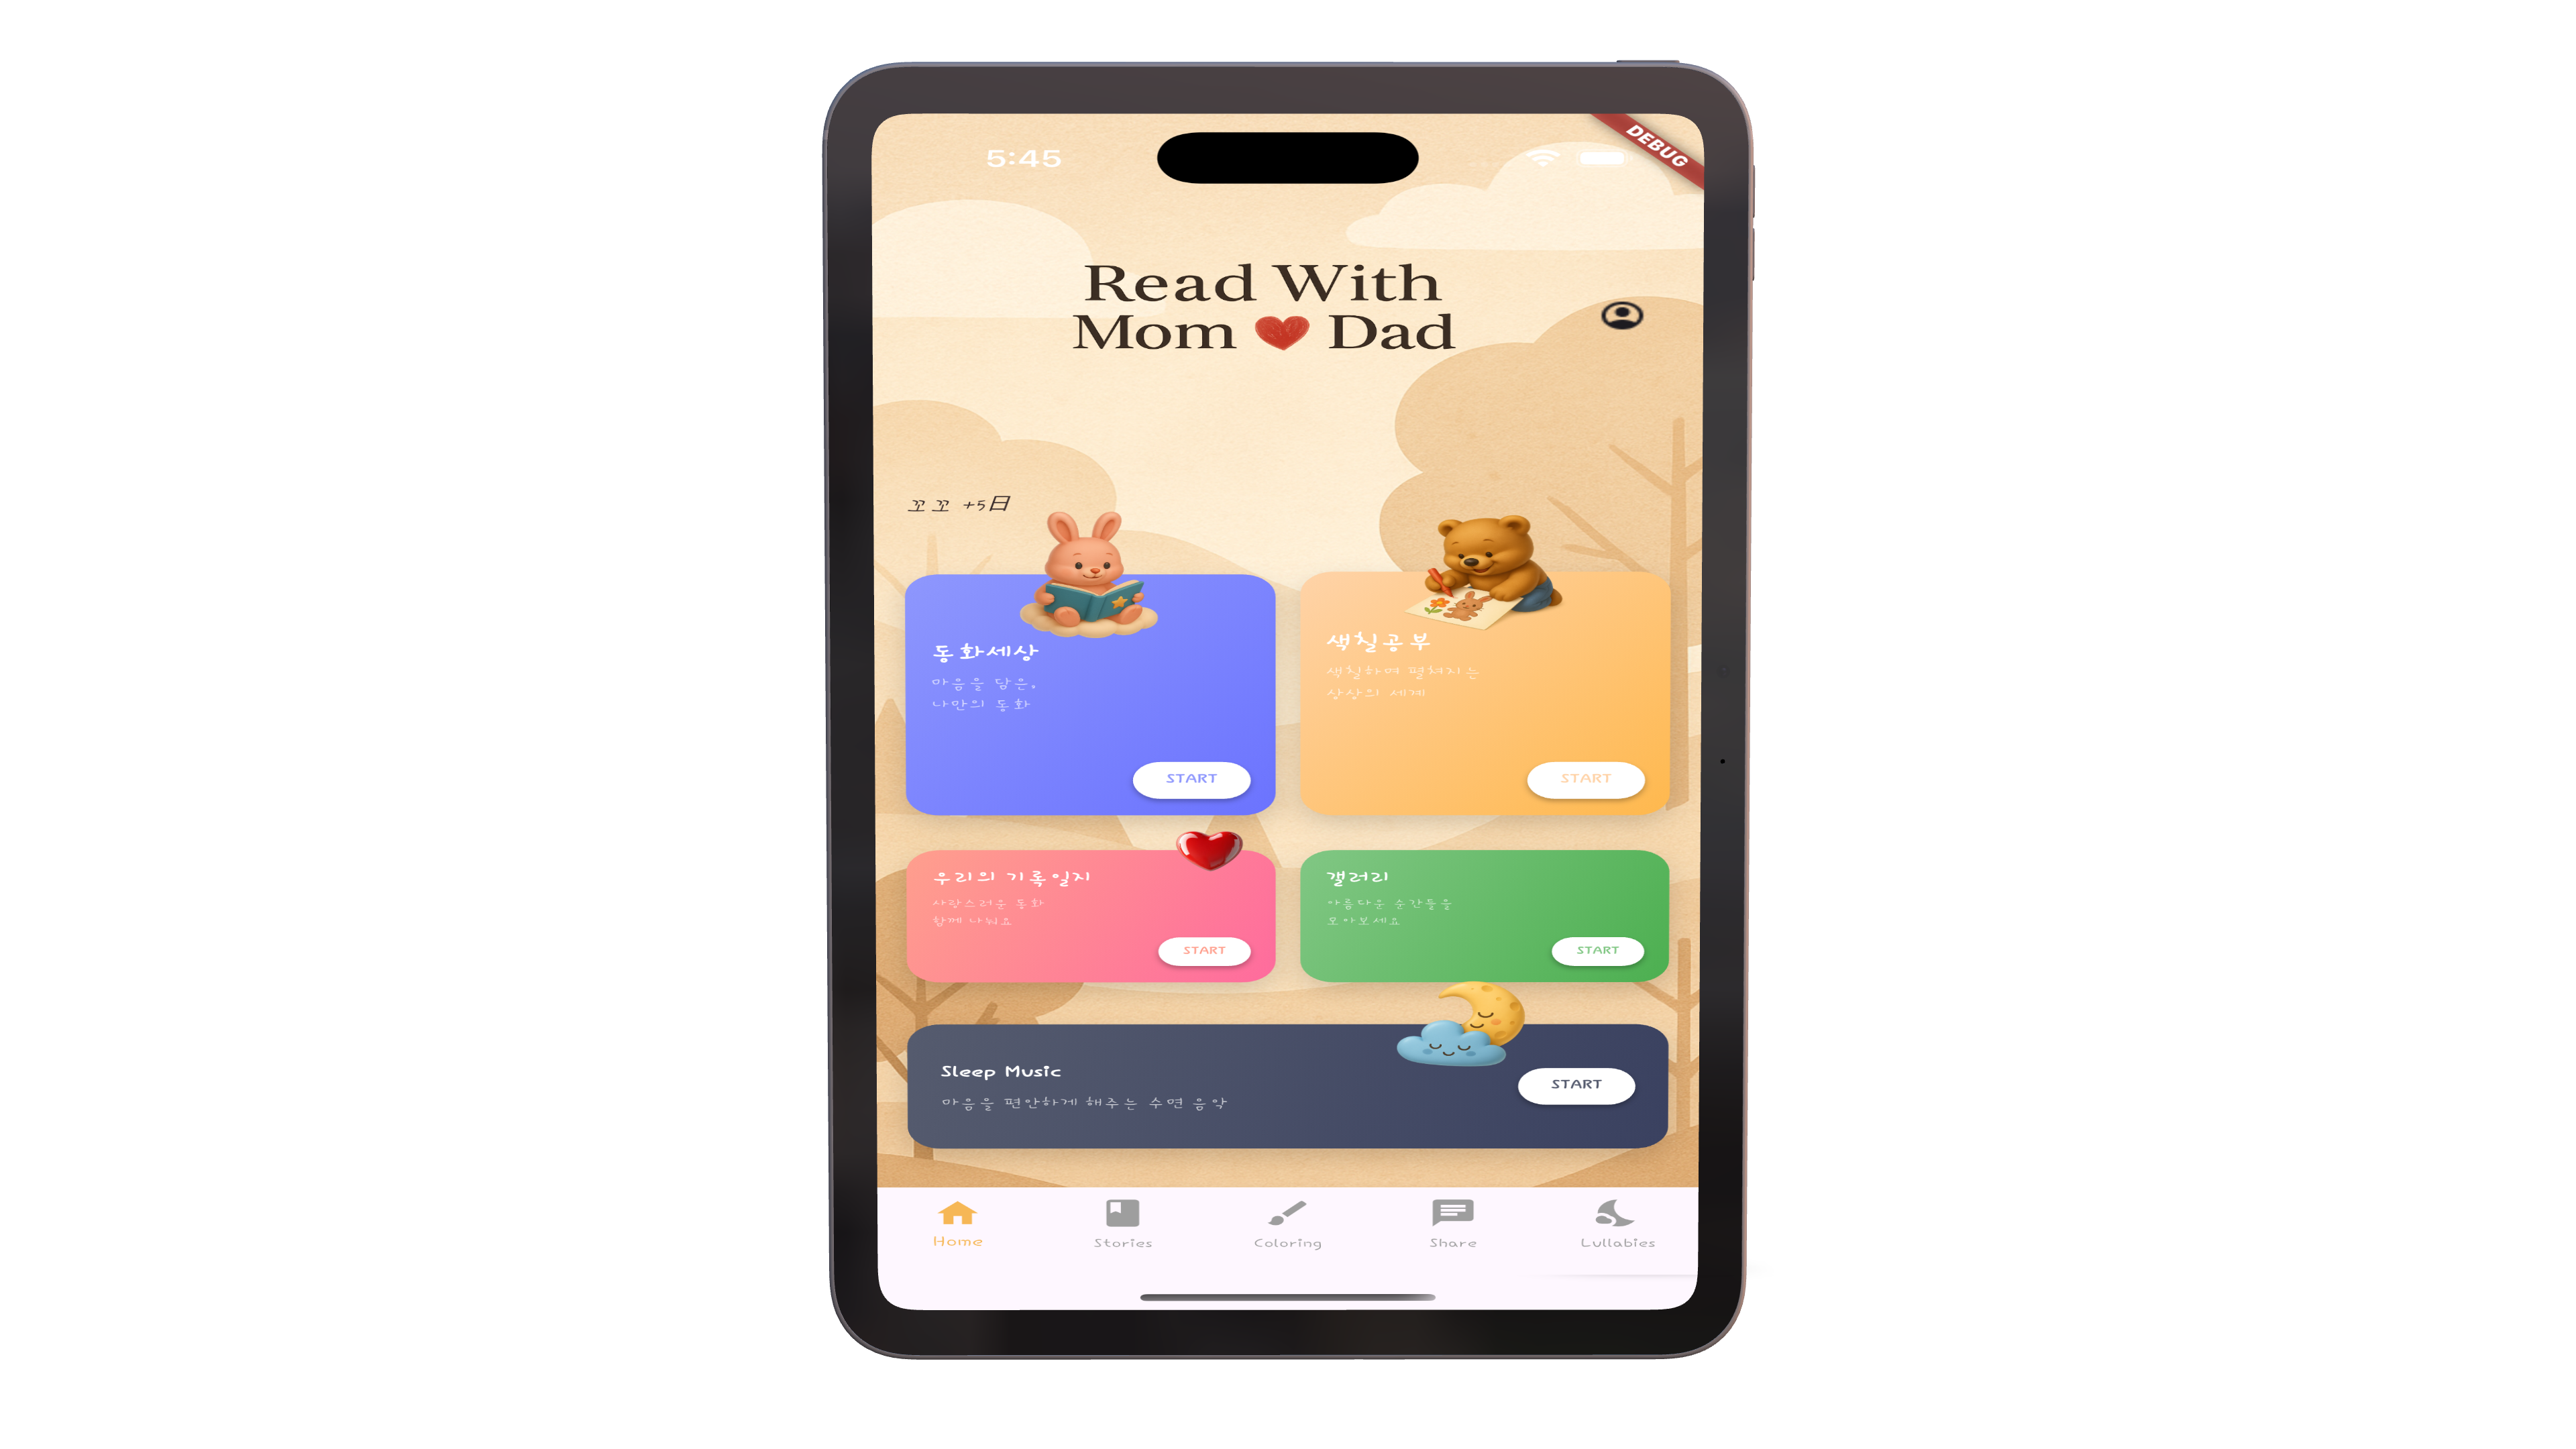 5:45
DEBUG
Read With
Mom Dad
꼬꼬 +5日
동화세상
마음을 담은,
나만의 동화
START
색칠공부
색칠하여 펼쳐지는
상상의 세계
START
우리의 기록일지
사랑스러운 동화
함께 나눠요
START
갤러리
아름다운 순간들을
모아보세요
START
Sleep Music
마음을 편안하게 해주는 수면 음악
START
Home
Stories
Coloring
Share
Lullabies